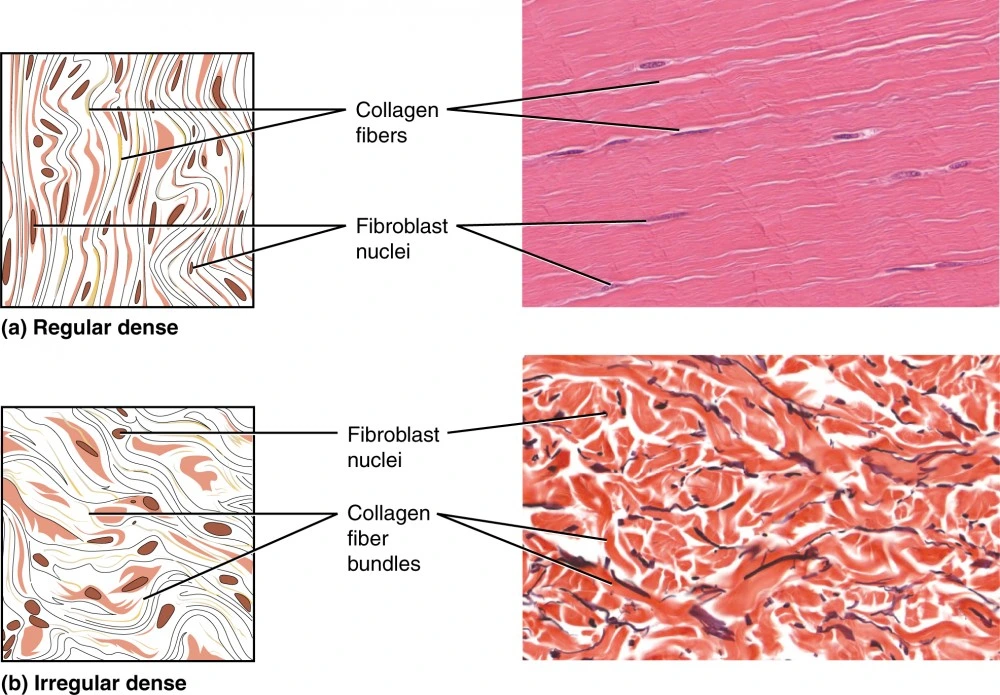 Collagen
fibers
Fibroblast
nuclei
(a) Regular dense
Fibroblast
nuclei
Collagen
fiber
bundles
(b) Irregular dense